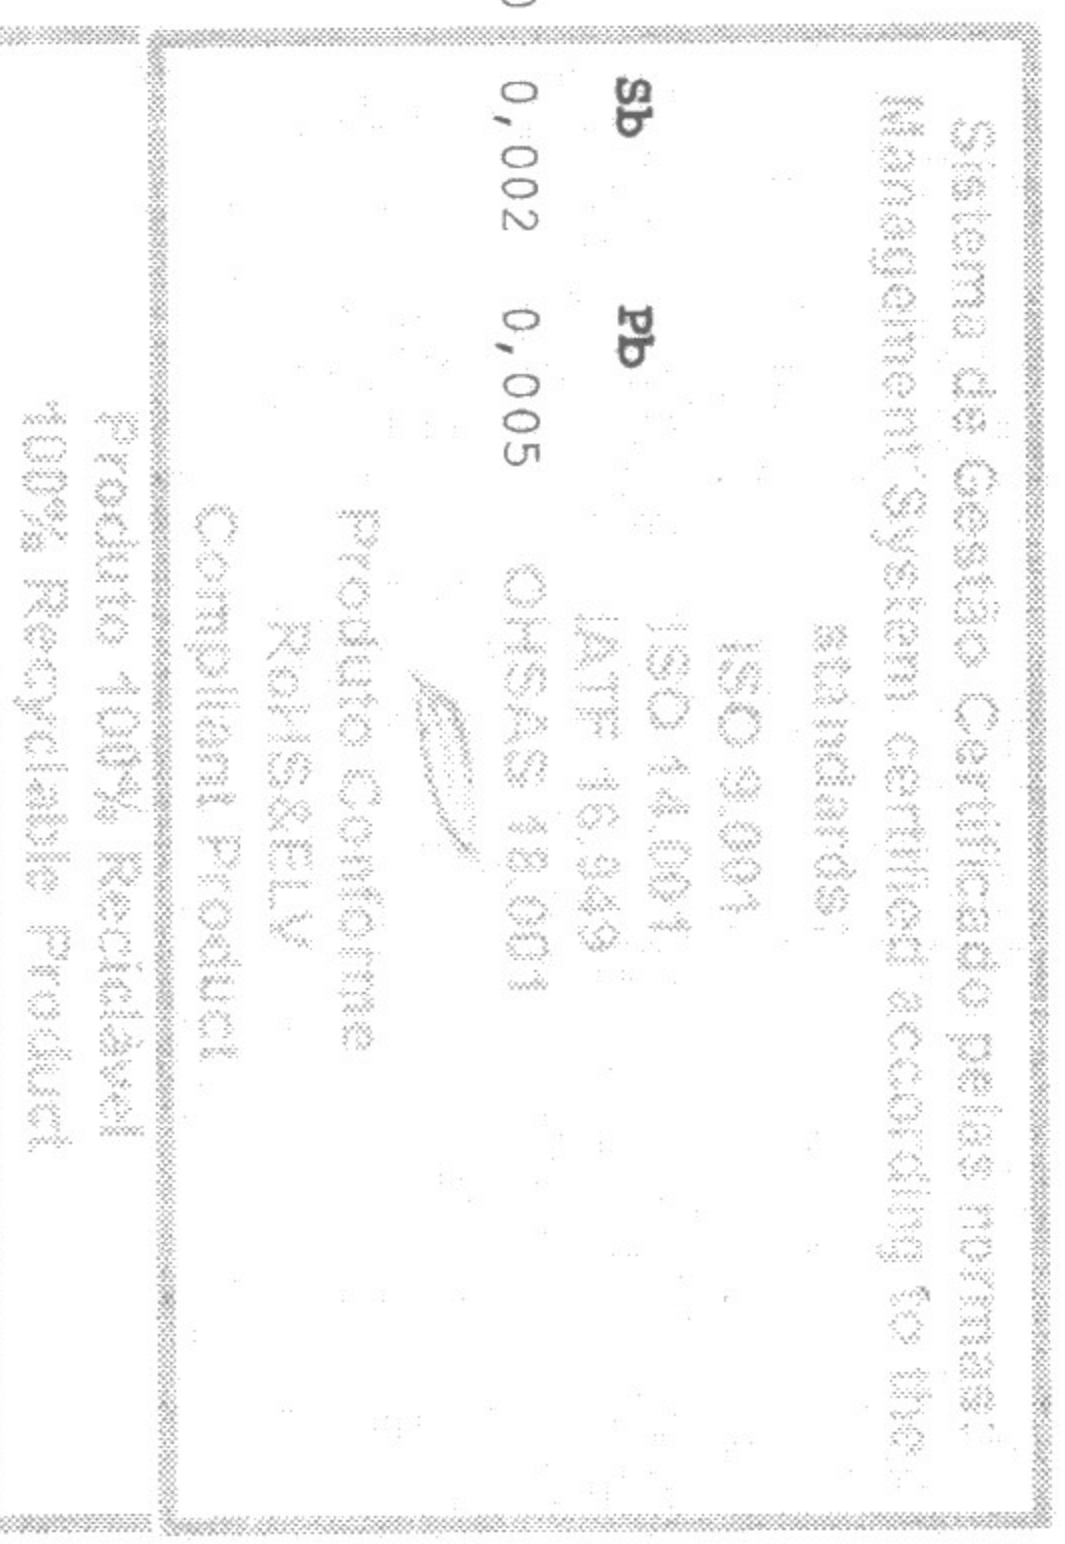 Sistema de Gestão Certificado pelas normas:
Management System certified according to the
standards:
Sb Pb
0,002 0,005
ISO 9.001
ISO 14.001
IATF 16.949
OHSAS 18.001
Produto Conforme
RoHS&ELV
Compliant Product
Produto 100% Reciclável
100% Recyclable Product